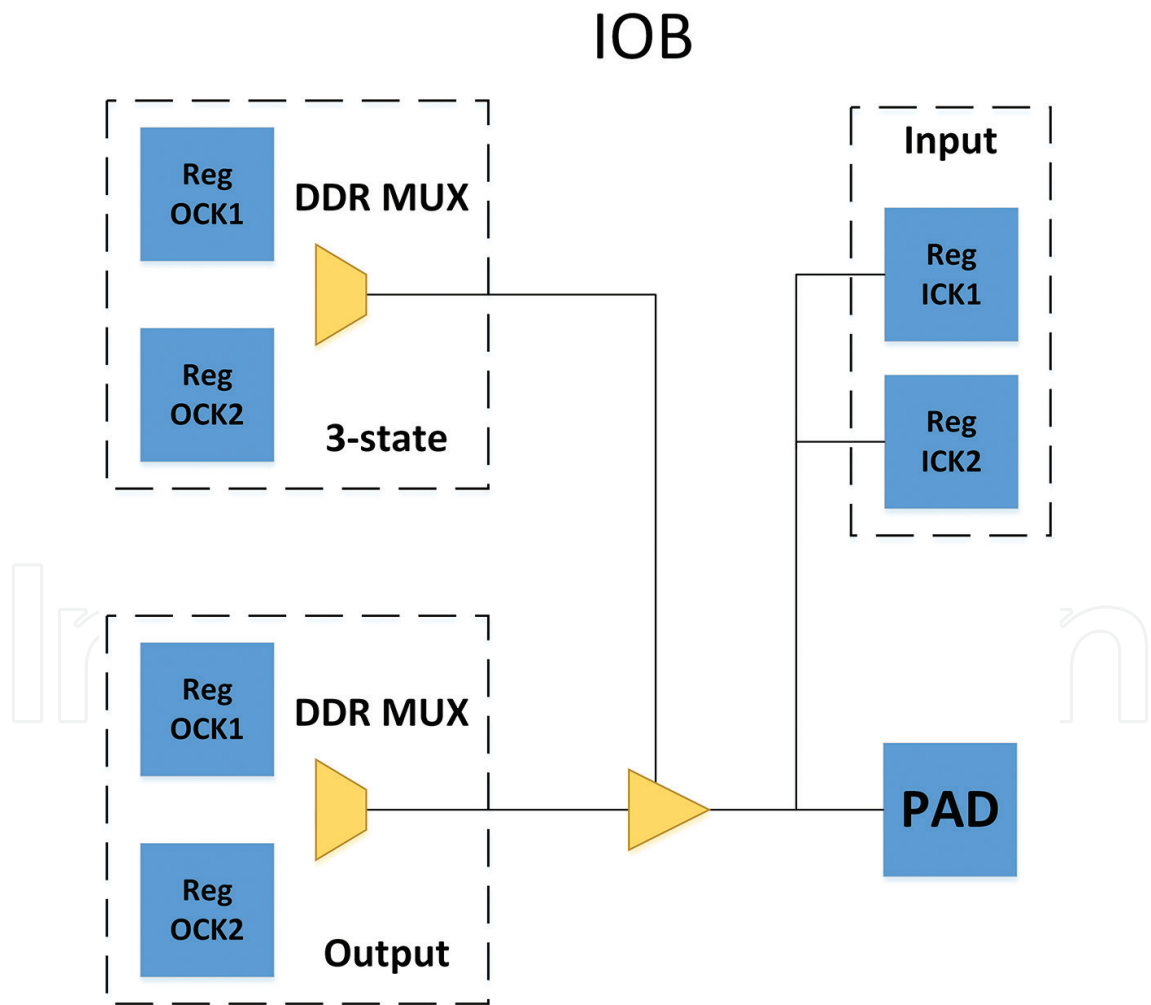 IOB
Reg
OCK1
DDR MUX
Reg
OCK2
3-state
Input
Reg
ICK1
Reg
ICK2
Reg
OCK1
DDR MUX
Reg
OCK2
Output
PAD